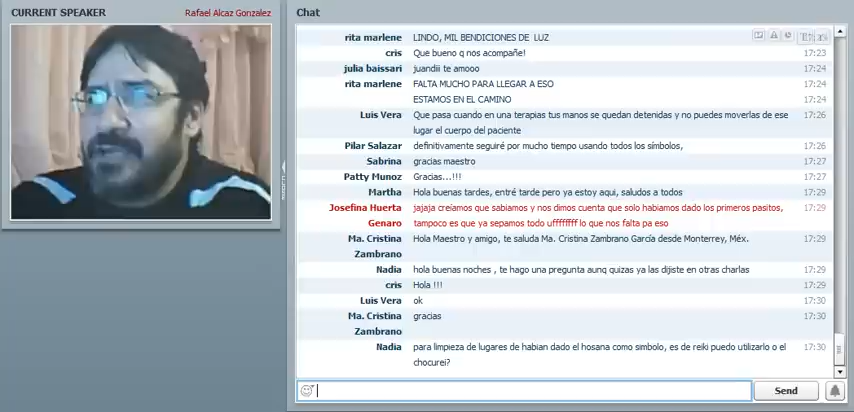 CURRENT SPEAKER
Rafael Alcaz Gonzalez
Chat
rita marlene LINDO, MIL BENDICIONES DE LUZ
cris Que bueno q nos acompañe! 17:23
julia baissari juandii te amooo 17:24
rita marlene FALTA MUCHO PARA LLEGAR A ESO 17:24
ESTAMOS EN EL CAMINO 17:24
Luis Vera Que pasa cuando en una terapias tus manos se quedan detenidas y no puedes moverlas de ese 17:26
lugar el cuerpo del paciente
Pilar Salazar definitivamente seguiré por mucho tiempo usando todos los símbolos, 17:26
Sabrina gracias maestro 17:27
Patty Munoz Gracias...!!! 17:27
Martha Hola buenas tardes, entré tarde pero ya estoy aquí, saludos a todos 17:29
Josefina Huerta jajaja creíamos que sabiamos y nos dimos cuenta que solo habiamos dado los primeros pasitos, 17:29
Genaro tampoco es que ya sepamos todo uffffffff lo que nos falta pa eso
Ma. Cristina Hola Maestro y amigo, te saluda Ma. Cristina Zambrano García desde Monterrey, Méx. 17:29
Zambrano
Nadia hola buenas noches , te hago una pregunta aunq quizas ya las dijiste en otras charlas 17:29
cris Hola !!! 17:29
Luis Vera ok 17:30
Ma. Cristina gracias 17:30
Zambrano
Nadia para limpieza de lugares de habian dado el hosana como simbolo, es de reiki puedo utilizarlo o el 17:30
chocurei?
Send